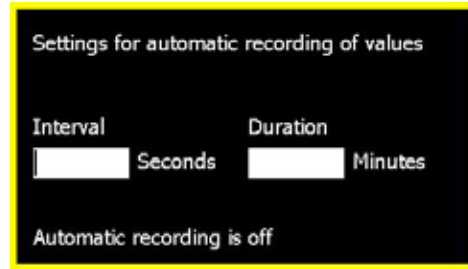 Settings for automatic recording of values
Interval Duration
Seconds Minutes
Automatic recording is off